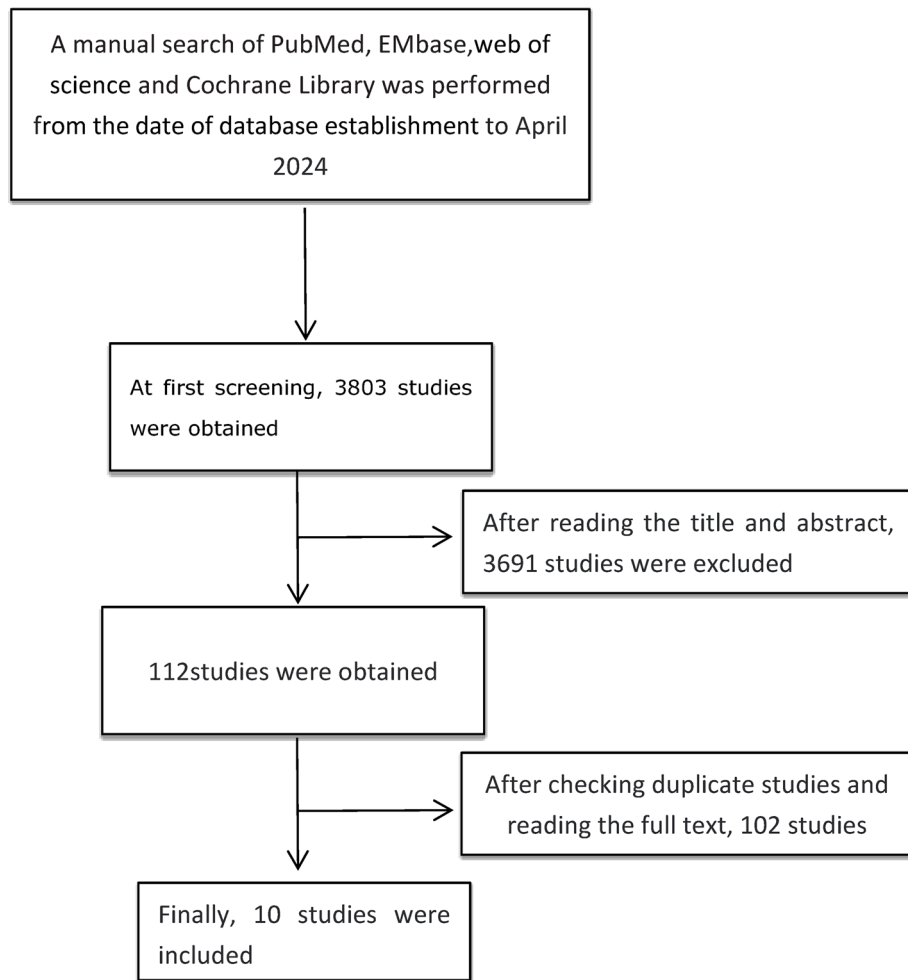 A manual search of PubMed, EMbase,web of
science and Cochrane Library was performed
from the date of database establishment to April
2024
At first screening, 3803 studies
were obtained
After reading the title and abstract,
3691 studies were excluded
112studies were obtained
After checking duplicate studies and
reading the full text, 102 studies
Finally, 10 studies were
included